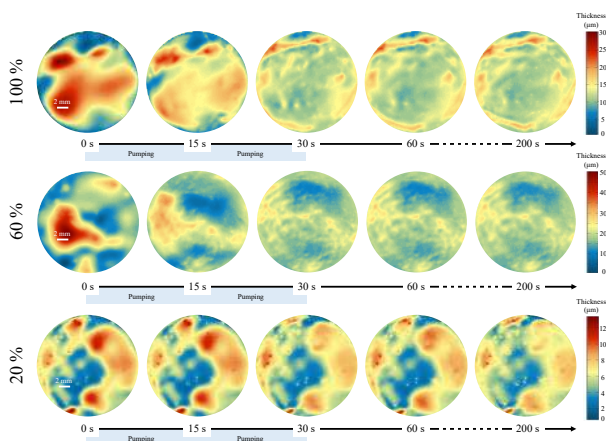 Thickness
(μm)
100 %
2 mm
30
25
20
15
10
5
0
0 s
15 s
30 s
60 s
200 s
Pumping
Pumping
Thickness
(μm)
60 %
2 mm
50
40
30
20
10
0
0 s
15 s
30 s
60 s
200 s
Pumping
Pumping
Thickness
(μm)
20 %
2 mm
12
10
8
6
4
2
0
0 s
15 s
30 s
60 s
200 s
Pumping
Pumping